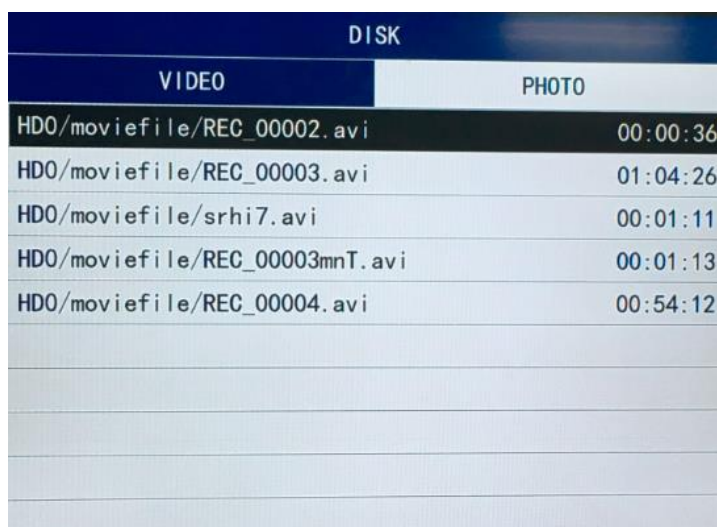 DISK
VIDEO PHOTO
HD0/moviefile/REC_00002.avi 00:00:36
HD0/moviefile/REC_00003.avi 01:04:26
HD0/moviefile/srhi7.avi 00:01:11
HD0/moviefile/REC_00003mnT.avi 00:01:13
HD0/moviefile/REC_00004.avi 00:54:12